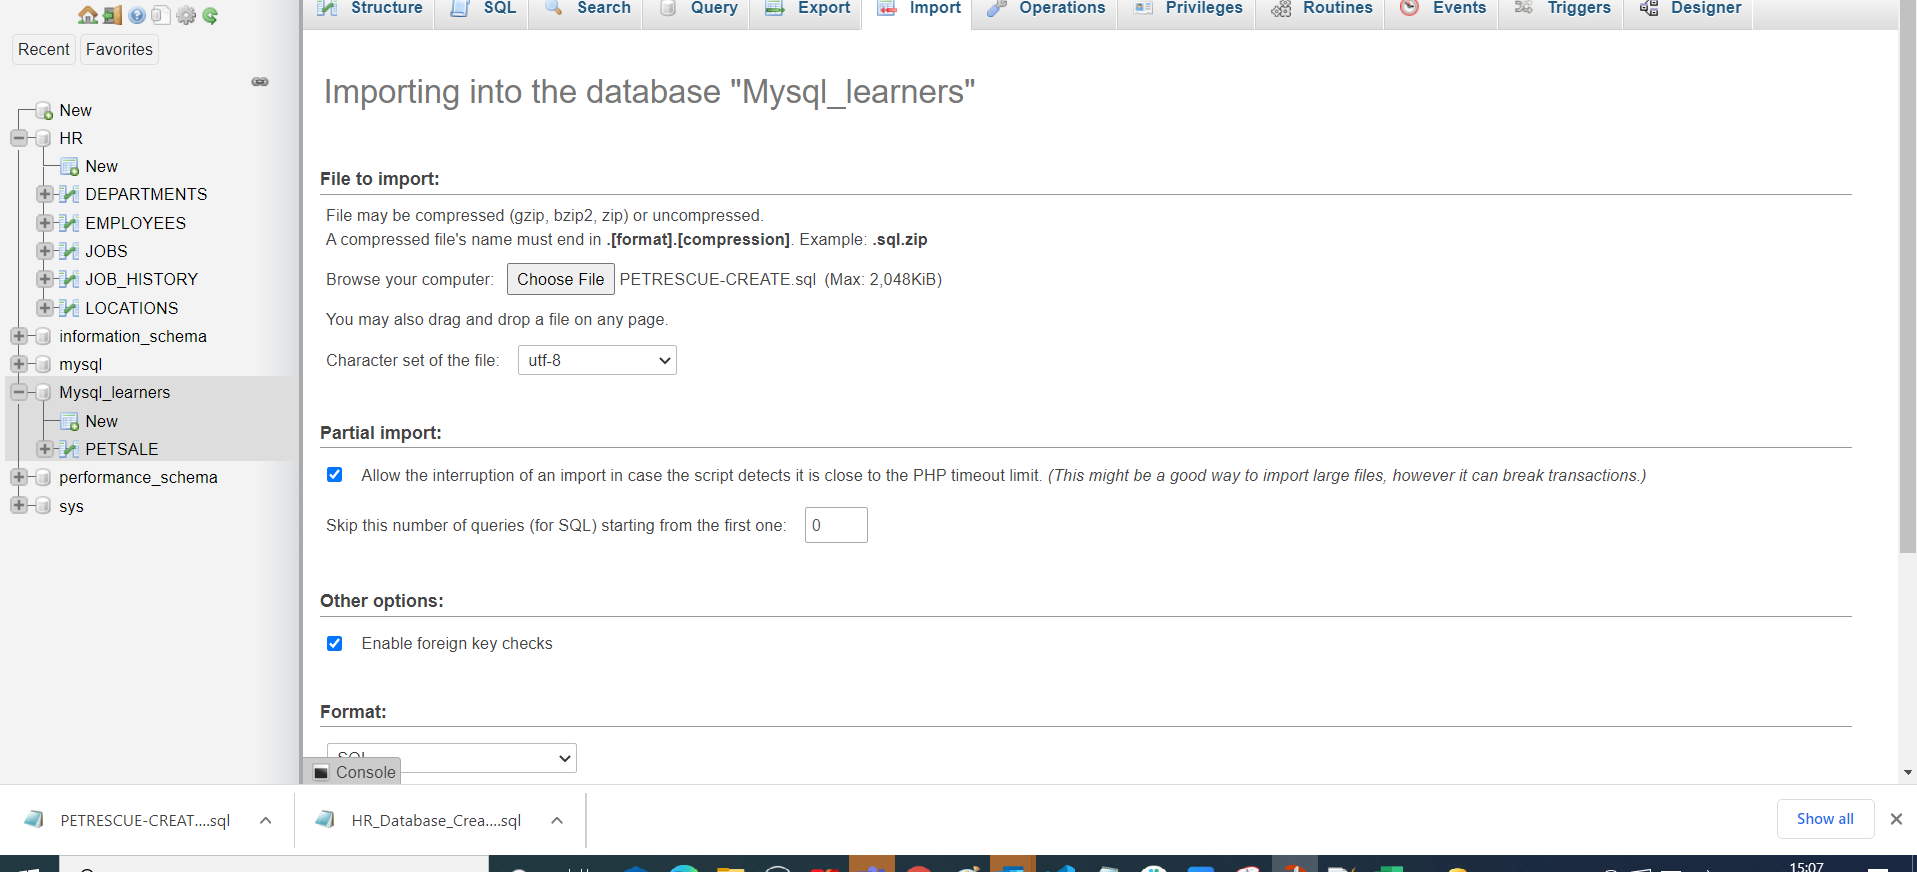 Structure SQL Search Query Export Import Operations Privileges Routines Events Triggers Designer
Recent Favorites
New
HR
New
DEPARTMENTS
EMPLOYEES
JOBS
JOB_HISTORY
LOCATIONS
information_schema
mysql
Mysql_learners
New
PETSALE
performance_schema
sys
Importing into the database "Mysql_learners"
File to import:
File may be compressed (gzip, bzip2, zip) or uncompressed.
A compressed file's name must end in .[format].[compression]. Example: .sql.zip
Browse your computer: Choose File PETRESCUE-CREATE.sql (Max: 2,048KiB)
You may also drag and drop a file on any page.
Character set of the file: utf-8
Partial import:
Allow the interruption of an import in case the script detects it is close to the PHP timeout limit. (This might be a good way to import large files, however it can break transactions.)
Skip this number of queries (for SQL) starting from the first one: 0
Other options:
Enable foreign key checks
Format:
SQL
Console
PETRESCUE-CREAT....sql HR_Database_Crea....sql Show all
15:07